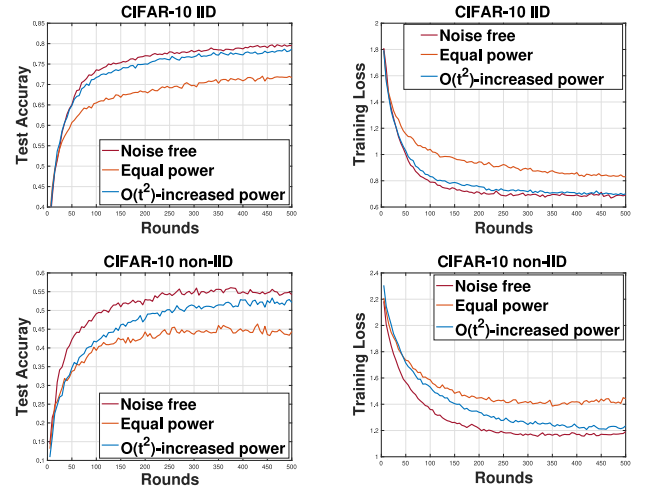 CIFAR-10 IID
Test Accuray
0.85
0.8
0.75
0.7
0.65
0.6
0.55
0.5
0.45
0.4
Noise free
Equal power
O(t²)-increased power
0 50 100 150 200 250 300 350 400 450 500
Rounds
CIFAR-10 IID
Training Loss
2
1.8
1.6
1.4
1.2
1
0.8
0.6
Noise free
Equal power
O(t²)-increased power
0 50 100 150 200 250 300 350 400 450 500
Rounds
CIFAR-10 non-IID
Test Accuray
0.6
0.55
0.5
0.45
0.4
0.35
0.3
0.25
0.2
0.15
0.1
Noise free
Equal power
O(t²)-increased power
0 50 100 150 200 250 300 350 400 450 500
Rounds
CIFAR-10 non-IID
Training Loss
2.4
2.2
2
1.8
1.6
1.4
1.2
1
Noise free
Equal power
O(t²)-increased power
0 50 100 150 200 250 300 350 400 450 500
Rounds